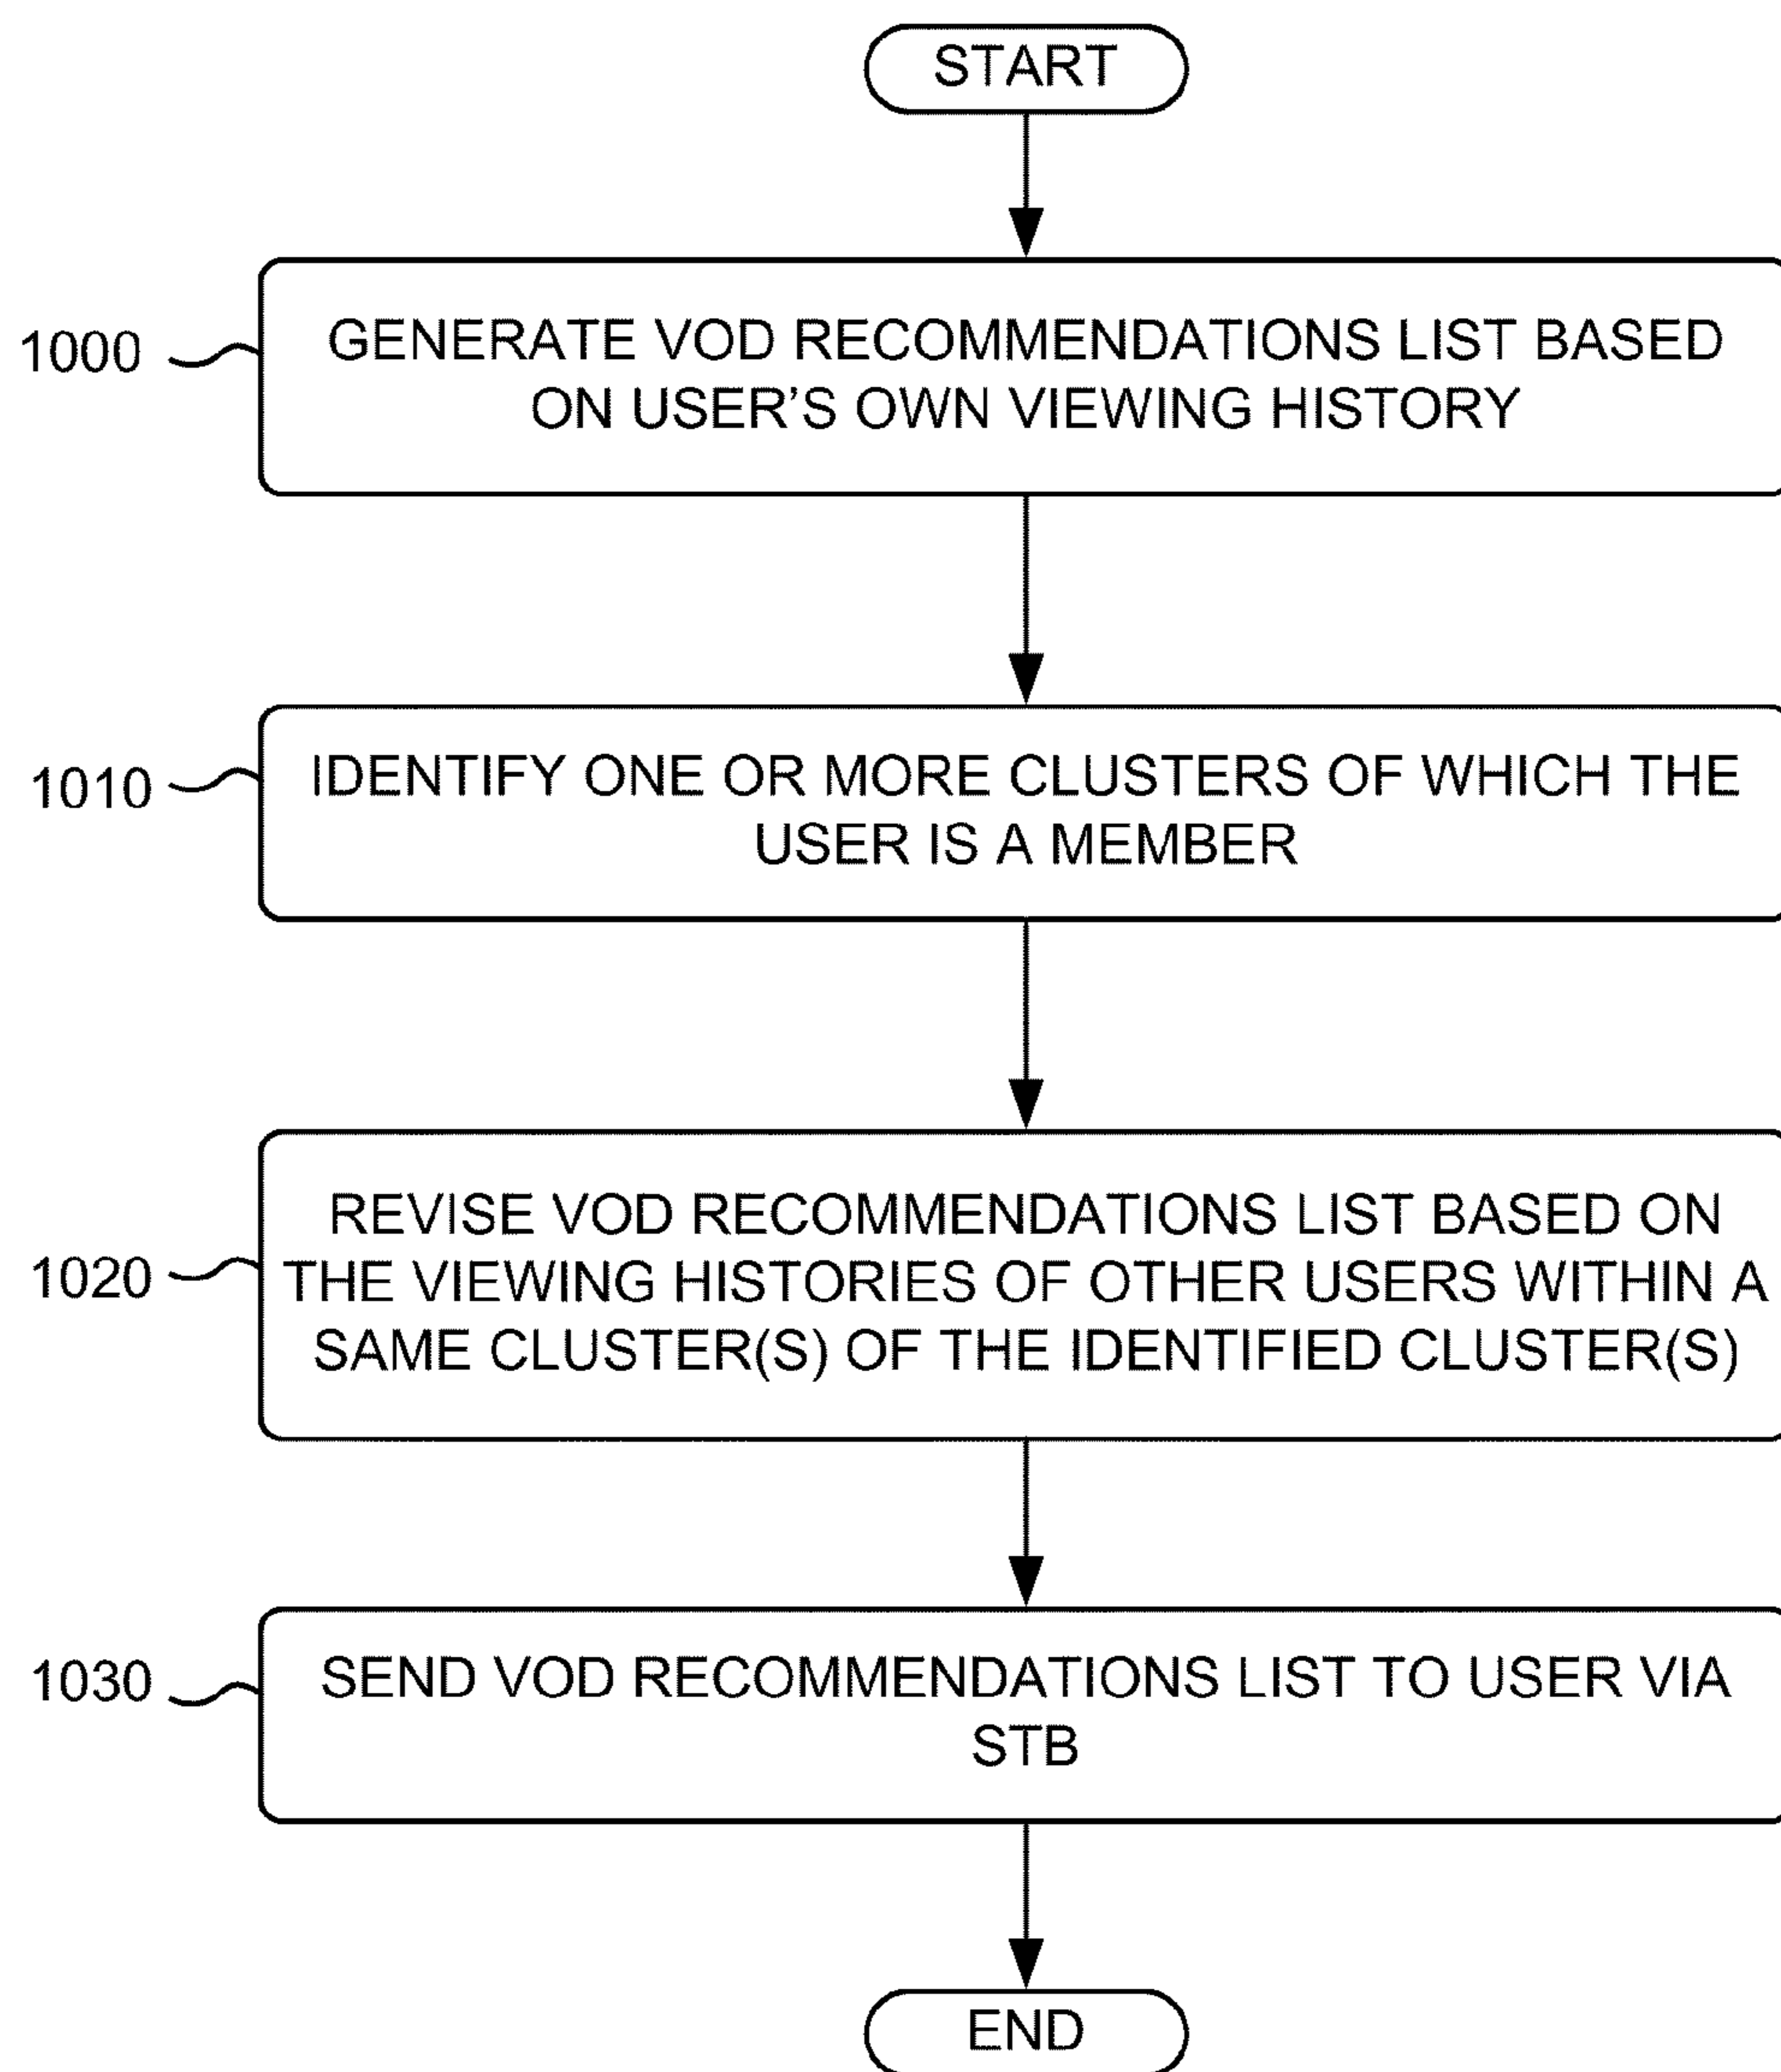 START
1000
GENERATE VOD RECOMMENDATIONS LIST BASED
ON USER'S OWN VIEWING HISTORY
1010
IDENTIFY ONE OR MORE CLUSTERS OF WHICH THE
USER IS A MEMBER
1020
REVISE VOD RECOMMENDATIONS LIST BASED ON
THE VIEWING HISTORIES OF OTHER USERS WITHIN A
SAME CLUSTER(S) OF THE IDENTIFIED CLUSTER(S)
1030
SEND VOD RECOMMENDATIONS LIST TO USER VIA
STB
END